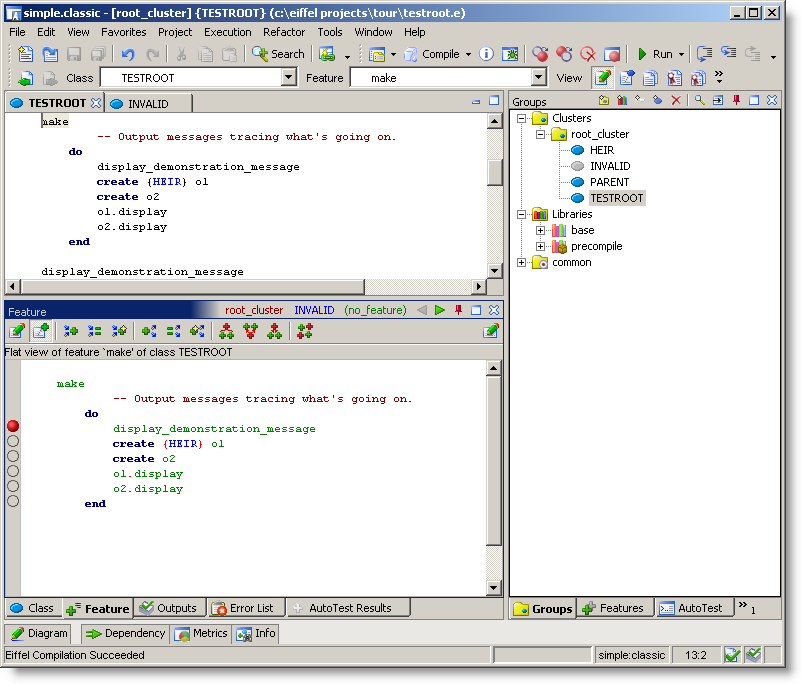 simple.classic - [root_cluster] {TESTROOT} (c:\eiffel projects\tour\testroot.e)
File Edit View Favorites Project Execution Refactor Tools Window Help
Search Compile Run
Class TESTROOT Feature make View
TESTROOT INVALID
make
-- Output messages tracing what's going on.
do
display_demonstration_message
create {HEIR} o1
create o2
o1.display
o2.display
end
display_demonstration_message
Feature root_cluster INVALID (no_feature)
Flat view of feature `make' of class TESTROOT
make
-- Output messages tracing what's going on.
do
display_demonstration_message
create {HEIR} o1
create o2
o1.display
o2.display
end
Class Feature Outputs Error List AutoTest Results
Groups
Clusters
root_cluster
HEIR
INVALID
PARENT
TESTROOT
Libraries
base
precompile
common
Groups Features AutoTest 1
Diagram Dependency Metrics Info
Eiffel Compilation Succeeded simple:classic 13:2